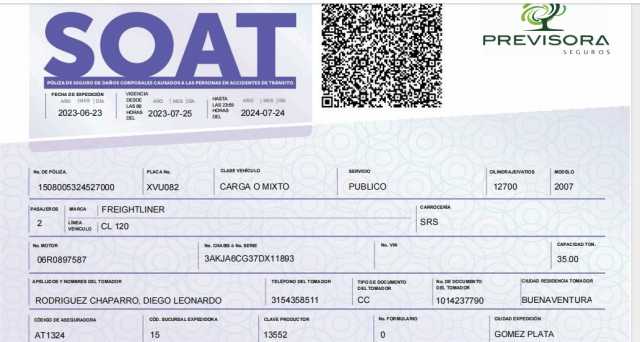 SOAT
PÓLIZA DE SEGURO DE DAÑOS CORPORALES CAUSADOS A LAS PERSONAS EN ACCIDENTES DE TRÁNSITO
PREVISORA
SEGUROS
FECHA DE EXPEDICIÓN
AÑO MES DÍA
2023-06-23
VIGENCIA DESDE LAS 00 HORAS DEL
AÑO MES DÍA
2023-07-25
HASTA LAS 23:59 HORAS DEL
AÑO MES DÍA
2024-07-24
No. DE PÓLIZA PLACA No. CLASE VEHÍCULO SERVICIO CILINDRAJE/VATIOS MODELO
1508005324527000 XVU082 CARGA O MIXTO PUBLICO 12700 2007
PASAJEROS MARCA FREIGHTLINER CARROCERÍA
2 LÍNEA VEHÍCULO CL 120 SRS
No. MOTOR No. CHASIS ó No. SERIE No. VIN CAPACIDAD TON.
06R0897587 3AKJA6CG37DX11893 35.00
APELLIDOS Y NOMBRES DEL TOMADOR TELÉFONO DEL TOMADOR TIPO DE DOCUMENTO DEL TOMADOR No. DE DOCUMENTO DEL TOMADOR CIUDAD RESIDENCIA TOMADOR
RODRIGUEZ CHAPARRO, DIEGO LEONARDO 3154358511 CC 1014237790 BUENAVENTURA
CÓDIGO DE ASEGURADORA CÓD. SUCURSAL EXPEDIDORA CLAVE PRODUCTOR No. FORMULARIO CIUDAD EXPEDICIÓN
AT1324 15 13552 0 GOMEZ PLATA